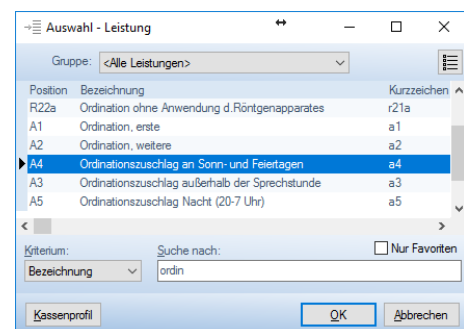 Auswahl - Leistung
Gruppe: <Alle Leistungen>
Position Bezeichnung Kurzzeichen
R22a Ordination ohne Anwendung d.Röntgenapparates r21a
A1 Ordination, erste a1
A2 Ordination, weitere a2
A4 Ordinationszuschlag an Sonn- und Feiertagen a4
A3 Ordinationszuschlag außerhalb der Sprechstunde a3
A5 Ordinationszuschlag Nacht (20-7 Uhr) a5
Kriterium: Suche nach: Nur Favoriten
Bezeichnung ordin
Kassenprofil OK Abbrechen